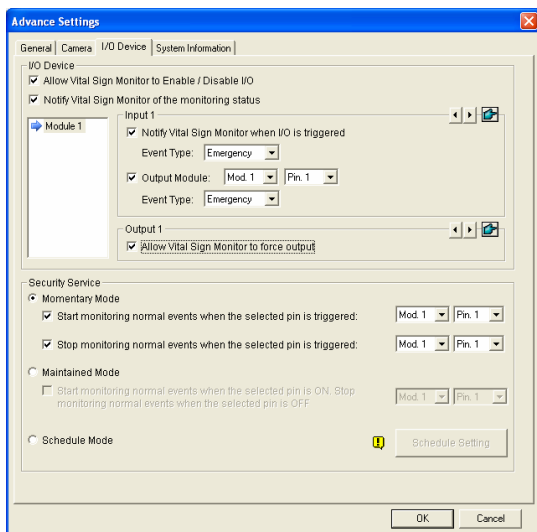 Advance Settings
General Camera I/O Device System Information
I/O Device
Allow Vital Sign Monitor to Enable / Disable I/O
Notify Vital Sign Monitor of the monitoring status
Module 1
Input 1
Notify Vital Sign Monitor when I/O is triggered
Event Type: Emergency
Output Module: Mod. 1 Pin. 1
Event Type: Emergency
Output 1
Allow Vital Sign Monitor to force output
Security Service
Momentary Mode
Start monitoring normal events when the selected pin is triggered: Mod. 1 Pin. 1
Stop monitoring normal events when the selected pin is triggered: Mod. 1 Pin. 1
Maintained Mode
Start monitoring normal events when the selected pin is ON. Stop
monitoring normal events when the selected pin is OFF
Mod. 1 Pin. 1
Schedule Mode
Schedule Setting
OK Cancel